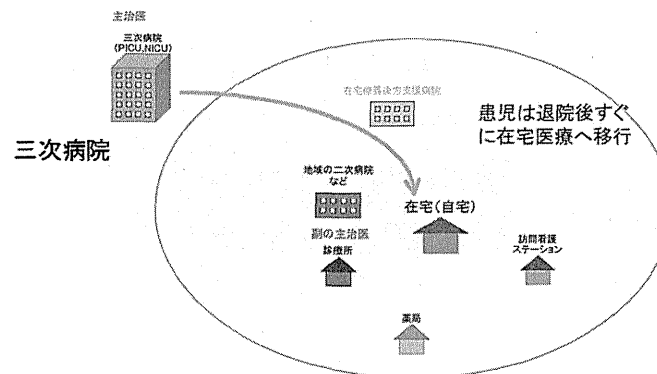 主治医
三次病院
(PICU,NICU)
三次病院
在宅療養後方支援病院
患児は退院後すぐ
に在宅医療へ移行
地域の二次病院
など
在宅(自宅)
副の主治医
診療所
訪問看護
ステーション
薬局